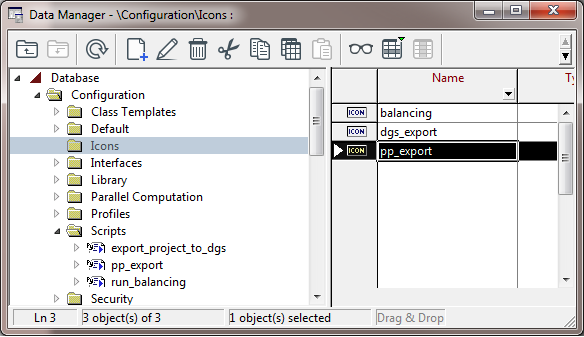 Data Manager - \Configuration\Icons :
Database
Configuration
Class Templates
Default
Icons
Interfaces
Library
Parallel Computation
Profiles
Scripts
export_project_to_dgs
pp_export
run_balancing
Security
Name
Ty
ICON balancing
ICON dgs_export
ICON pp_export
Ln 3
3 object(s) of 3
1 object(s) selected
Drag & Drop